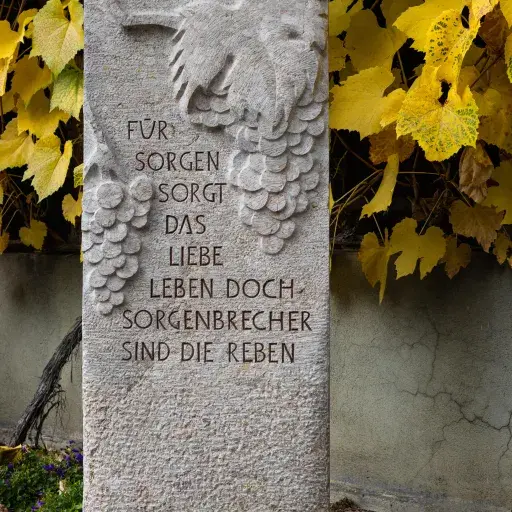 FÜR
SORGEN
SORGT
DAS
LIEBE
LEBEN DOCH
SORGENBRECHER
SIND DIE REBEN